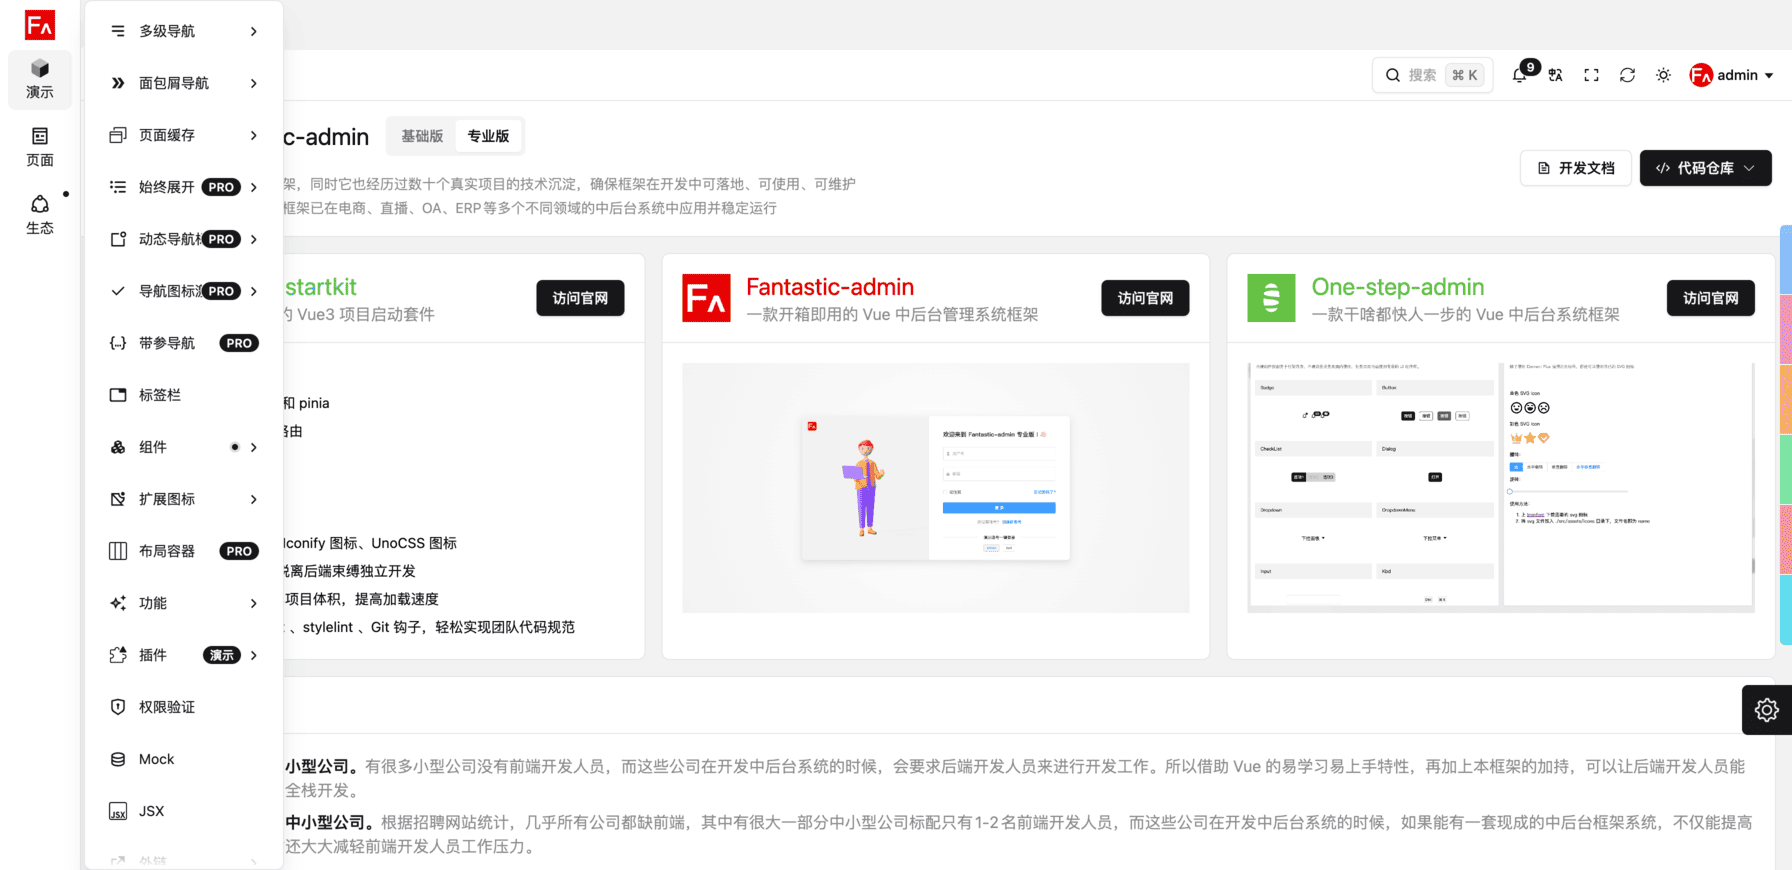 演示
页面
生态
多级导航
面包屑导航
页面缓存
始终展开 PRO
动态导航 PRO
导航图标 PRO
带参导航 PRO
标签栏
组件
扩展图标
布局容器 PRO
功能
插件 演示
权限验证
Mock
JSX
JSX
外链
搜索 ⌘ K
9
admin
c-admin 基础版 专业版
架，同时它也经历过数十个真实项目的技术沉淀，确保框架在开发中可落地、可使用、可维护
框架已在电商、直播、OA、ERP 等多个不同领域的中后台系统中应用并稳定运行
开发文档
代码仓库
startkit
的 Vue3 项目启动套件
访问官网
和 pinia
路由
Iconify 图标、UnoCSS 图标
脱离后端束缚独立开发
项目体积，提高加载速度
、stylelint 、Git 钩子，轻松实现团队代码规范
Fantastic-admin
一款开箱即用的 Vue 中后台管理系统框架
访问官网
欢迎来到 Fantastic-admin 专业版！
One-step-admin
一款干啥都快人一步的 Vue 中后台系统框架
访问官网
Badge
Button
CheckList
Dialog
Dropdown
DropdownMenu
Input
Kbd
小型公司。有很多小型公司没有前端开发人员，而这些公司在开发中后台系统的时候，会要求后端开发人员来进行开发工作。所以借助 Vue 的易学习易上手特性，再加上本框架的加持，可以让后端开发人员能
全栈开发。
中小型公司。根据招聘网站统计，几乎所有公司都缺前端，其中有很大一部分中小型公司标配只有 1-2 名前端开发人员，而这些公司在开发中后台系统的时候，如果能有一套现成的中后台框架系统，不仅能提高
还大大减轻前端开发人员工作压力。